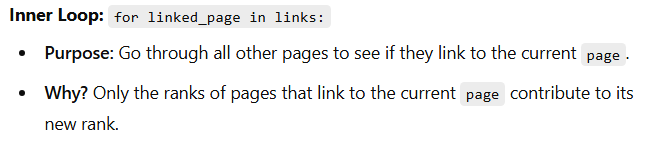 Inner Loop: for linked_page in links:
• Purpose: Go through all other pages to see if they link to the current page.
• Why? Only the ranks of pages that link to the current page contribute to its
new rank.